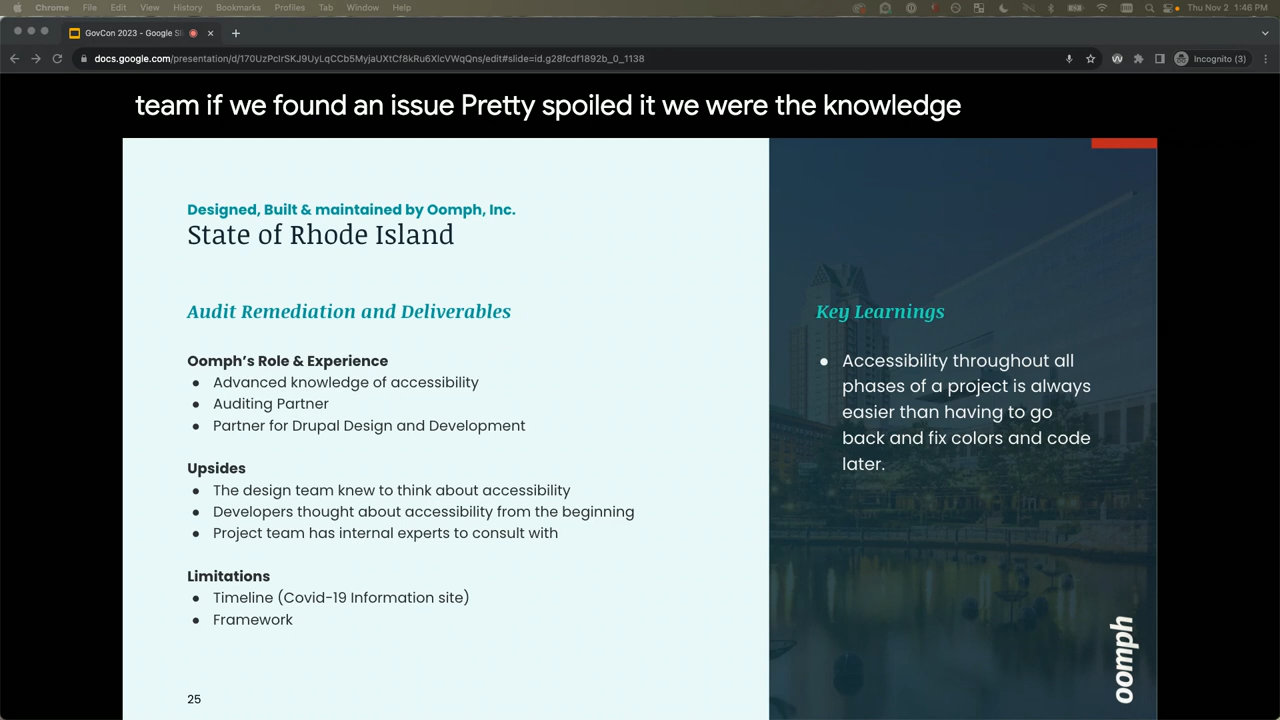 Chrome File Edit View History Bookmarks Profiles Tab Window Help Thu Nov 2 1:46 PM
GovCon 2023 - Google Sl
docs.google.com/presentation/d/170UzPcIrSKJ9UyLqCCb5MyjaUXtCf8kRu6XlcVWqQns/edit#slide=id.g28fcdf1892b_0_1138 Incognito (3)
team if we found an issue Pretty spoiled it we were the knowledge
Designed, Built & maintained by Oomph, Inc.
State of Rhode Island
Audit Remediation and Deliverables
Oomph’s Role & Experience
● Advanced knowledge of accessibility
● Auditing Partner
● Partner for Drupal Design and Development
Upsides
● The design team knew to think about accessibility
● Developers thought about accessibility from the beginning
● Project team has internal experts to consult with
Limitations
● Timeline (Covid-19 Information site)
● Framework
25
Key Learnings
● Accessibility throughout all
phases of a project is always
easier than having to go
back and fix colors and code
later.
oomph